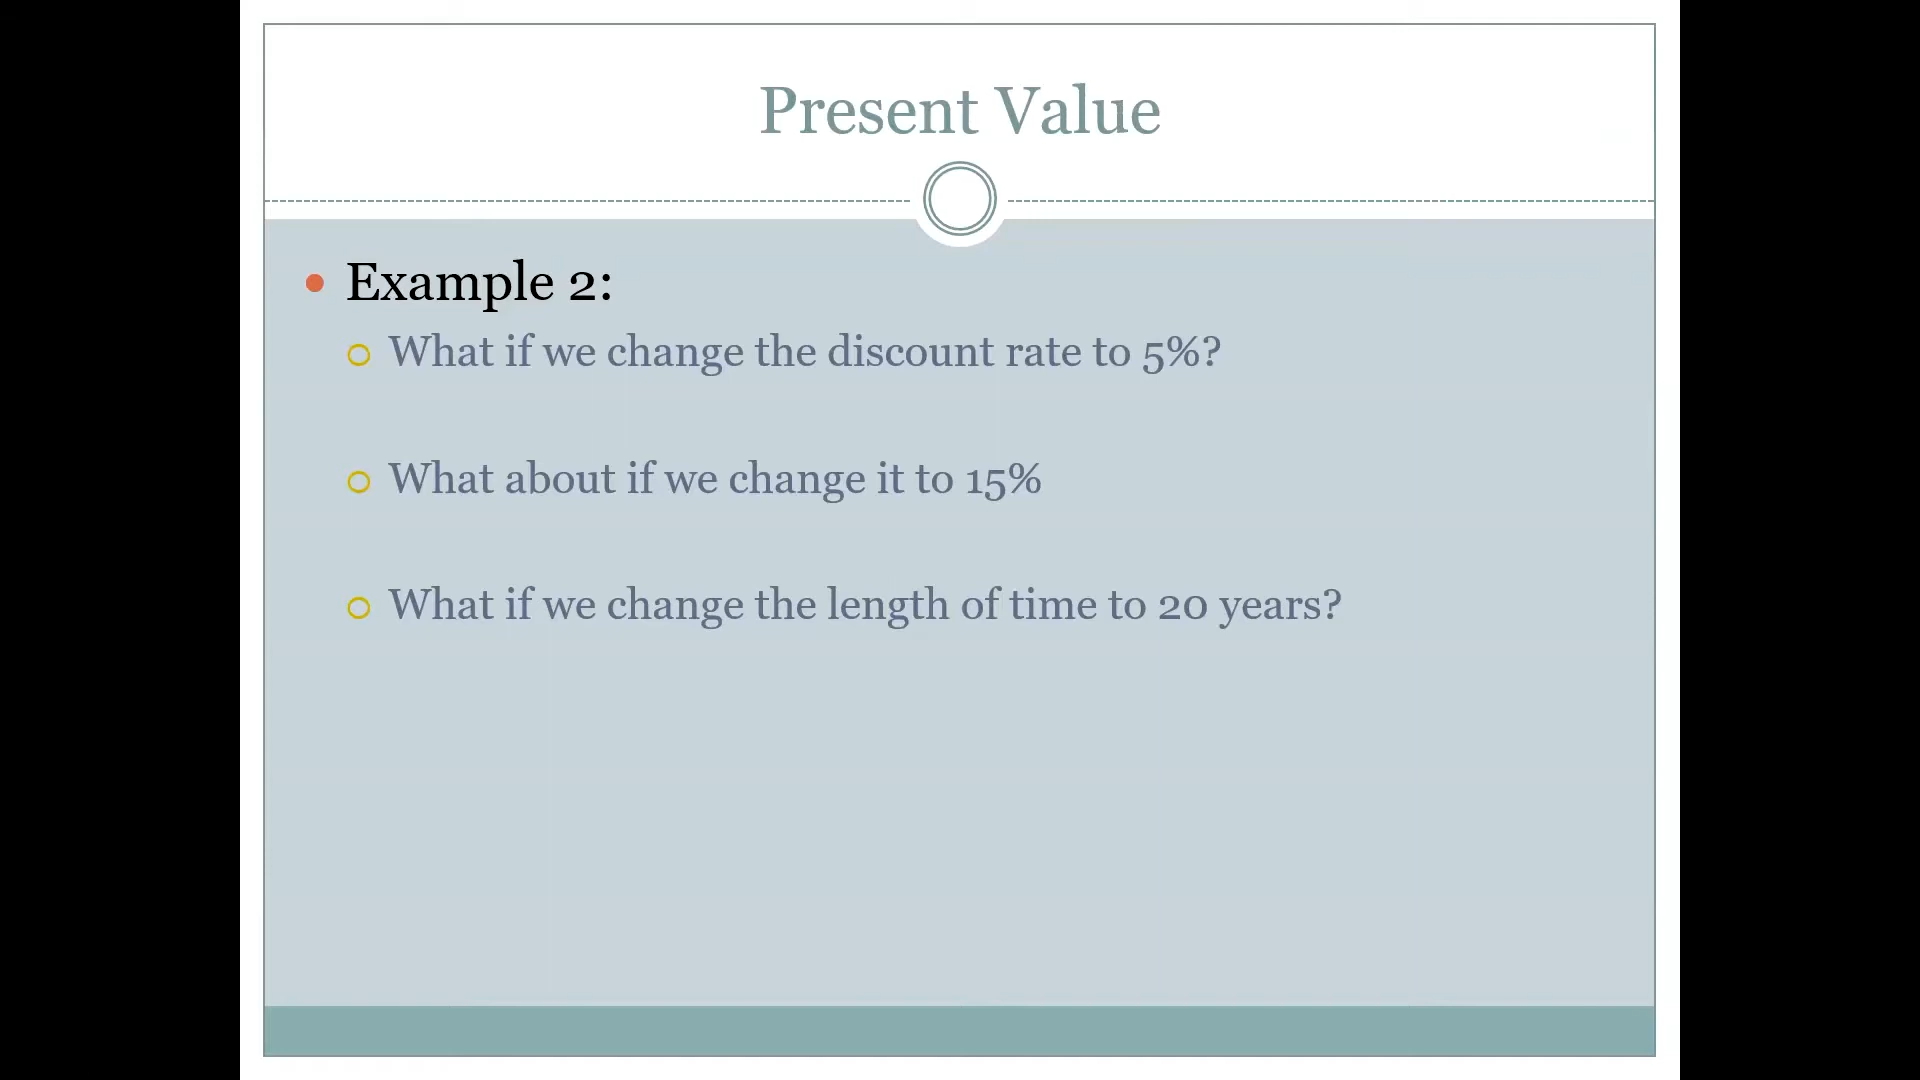 Present Value
Example 2:
What if we change the discount rate to 5%?
What about if we change it to 15%
What if we change the length of time to 20 years?